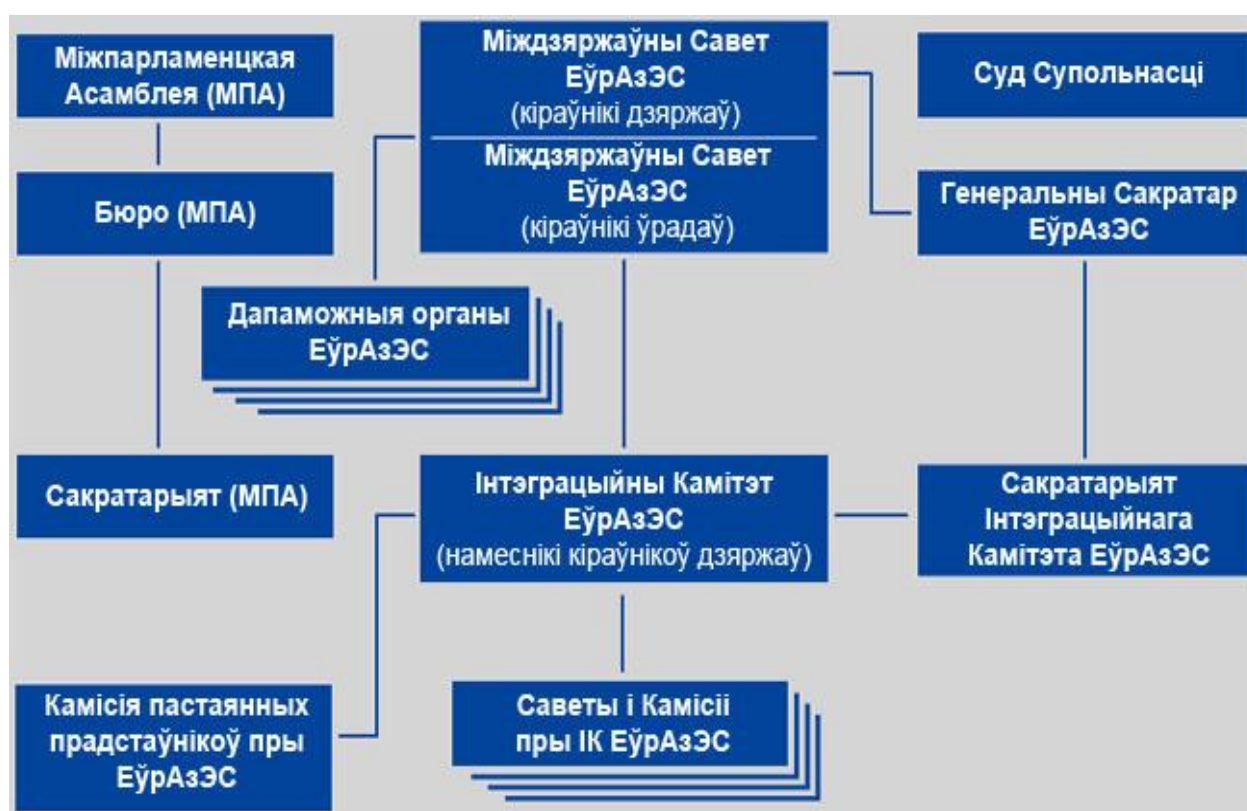 Міжпарламенцкая
Асамблея (МПА)
Міждзяржаўны Савет
ЕўрАзЭС
(кіраўнікі дзяржаў)
Міждзяржаўны Савет
ЕўрАзЭС
(кіраўнікі ўрадаў)
Суд Супольнасці
Бюро (МПА)
Генеральны Сакратар
ЕўрАзЭС
Дапаможныя органы
ЕўрАзЭС
Сакратарыят (МПА)
Інтэграцыйны Камітэт
ЕўрАзЭС
(намеснікі кіраўнікоў дзяржаў)
Сакратарыят
Інтэграцыйнага
Камітэта ЕўрАзЭС
Камісія пастаянных
прадстаўнікоў пры
ЕўрАзЭС
Саветы і Камісіі
пры ІК ЕўрАзЭС